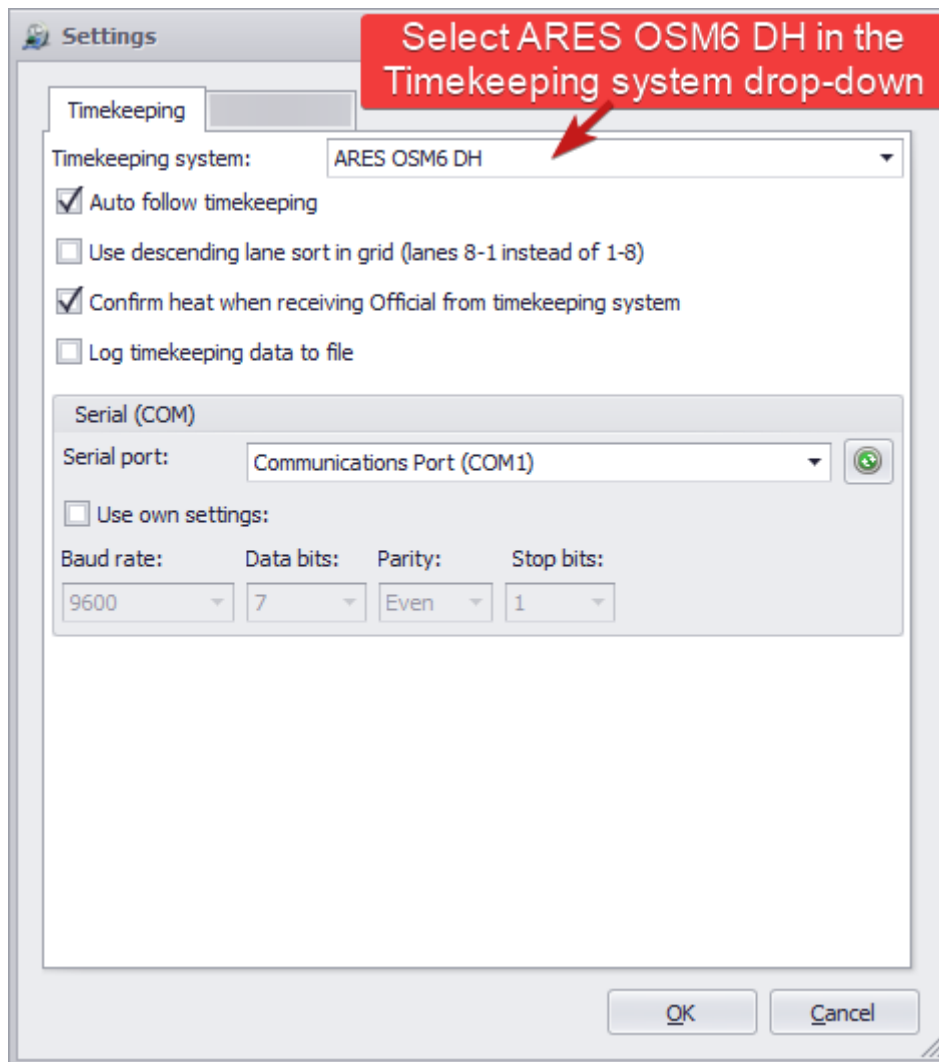 Settings
Select ARES OSM6 DH in the
Timekeeping system drop-down
Timekeeping
Timekeeping system: ARES OSM6 DH
Auto follow timekeeping
Use descending lane sort in grid (lanes 8-1 instead of 1-8)
Confirm heat when receiving Official from timekeeping system
Log timekeeping data to file
Serial (COM)
Serial port: Communications Port (COM1)
Use own settings:
Baud rate: Data bits: Parity: Stop bits:
9600 7 Even 1
OK Cancel